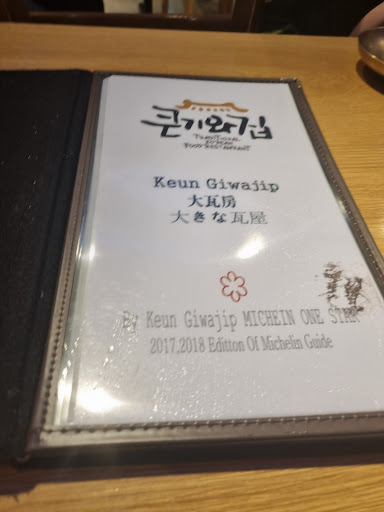 큰기와집
TRADITIONAL
KOREAN
FOOD RESTAURANT
Keun Giwajip
大瓦房
大きな瓦屋
By Keun Giwajip MICHEIN ONE STAR
2017,2018 Editton Of Michelin Guide